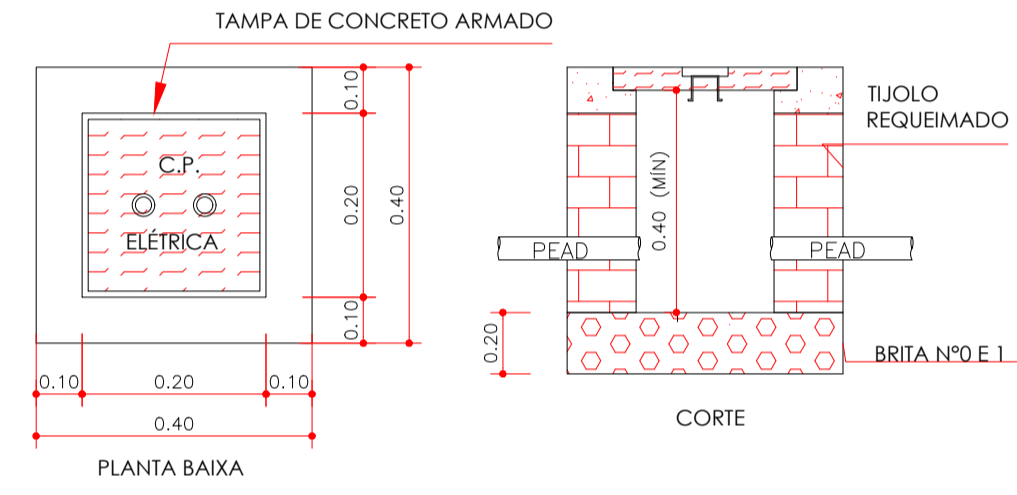 TAMPA DE CONCRETO ARMADO
C.P.
ELÉTRICA
0.10
0.20
0.10
0.40
0.10
0.20
0.10
0.40
PLANTA BAIXA
TIJOLO
REQUEIMADO
0.40 (MÍN)
PEAD
PEAD
0.20
BRITA Nº0 E 1
CORTE